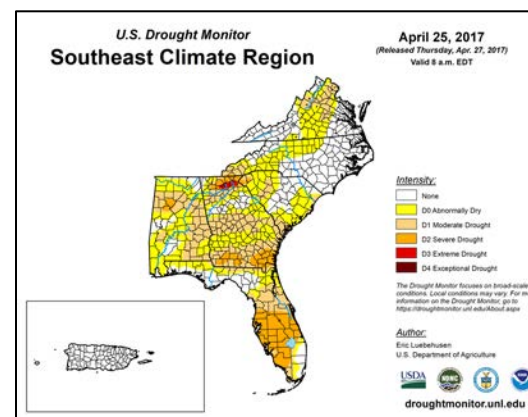 U.S. Drought Monitor
Southeast Climate Region
April 25, 2017
(Released Thursday, Apr. 27, 2017)
Valid 8 a.m. EDT
Intensity:
None
D0 Abnormally Dry
D1 Moderate Drought
D2 Severe Drought
D3 Extreme Drought
D4 Exceptional Drought
The Drought Monitor focuses on broad-scale
conditions. Local conditions may vary. For m
information on the Drought Monitor, go to
https://droughtmonitor.unl.edu/About.aspx
Author:
Eric Luebehusen
U.S. Department of Agriculture
USDA
NDMC
droughtmonitor.unl.edu